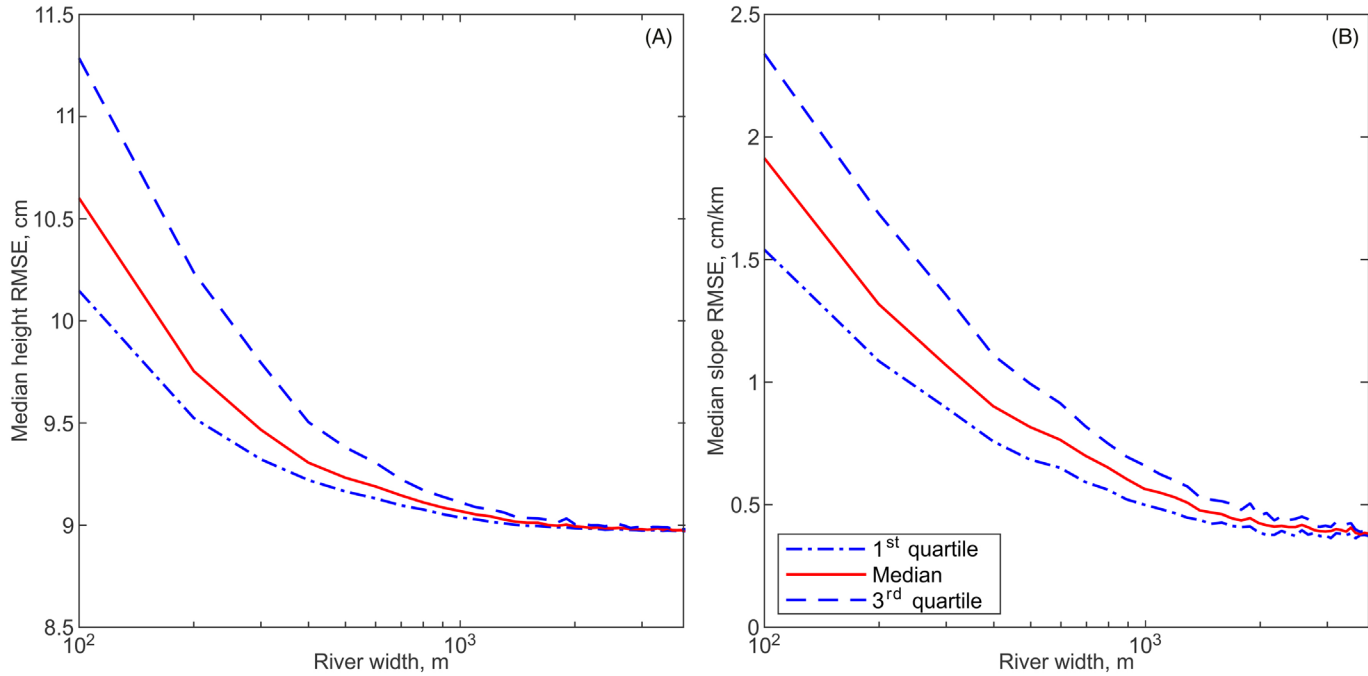 (A)
Median height RMSE, cm
11.5
11
10.5
10
9.5
9
8.5
10²
10³
River width, m
(B)
Median slope RMSE, cm/km
2.5
2
1.5
1
0.5
0
10²
10³
River width, m
1st quartile
Median
3rd quartile